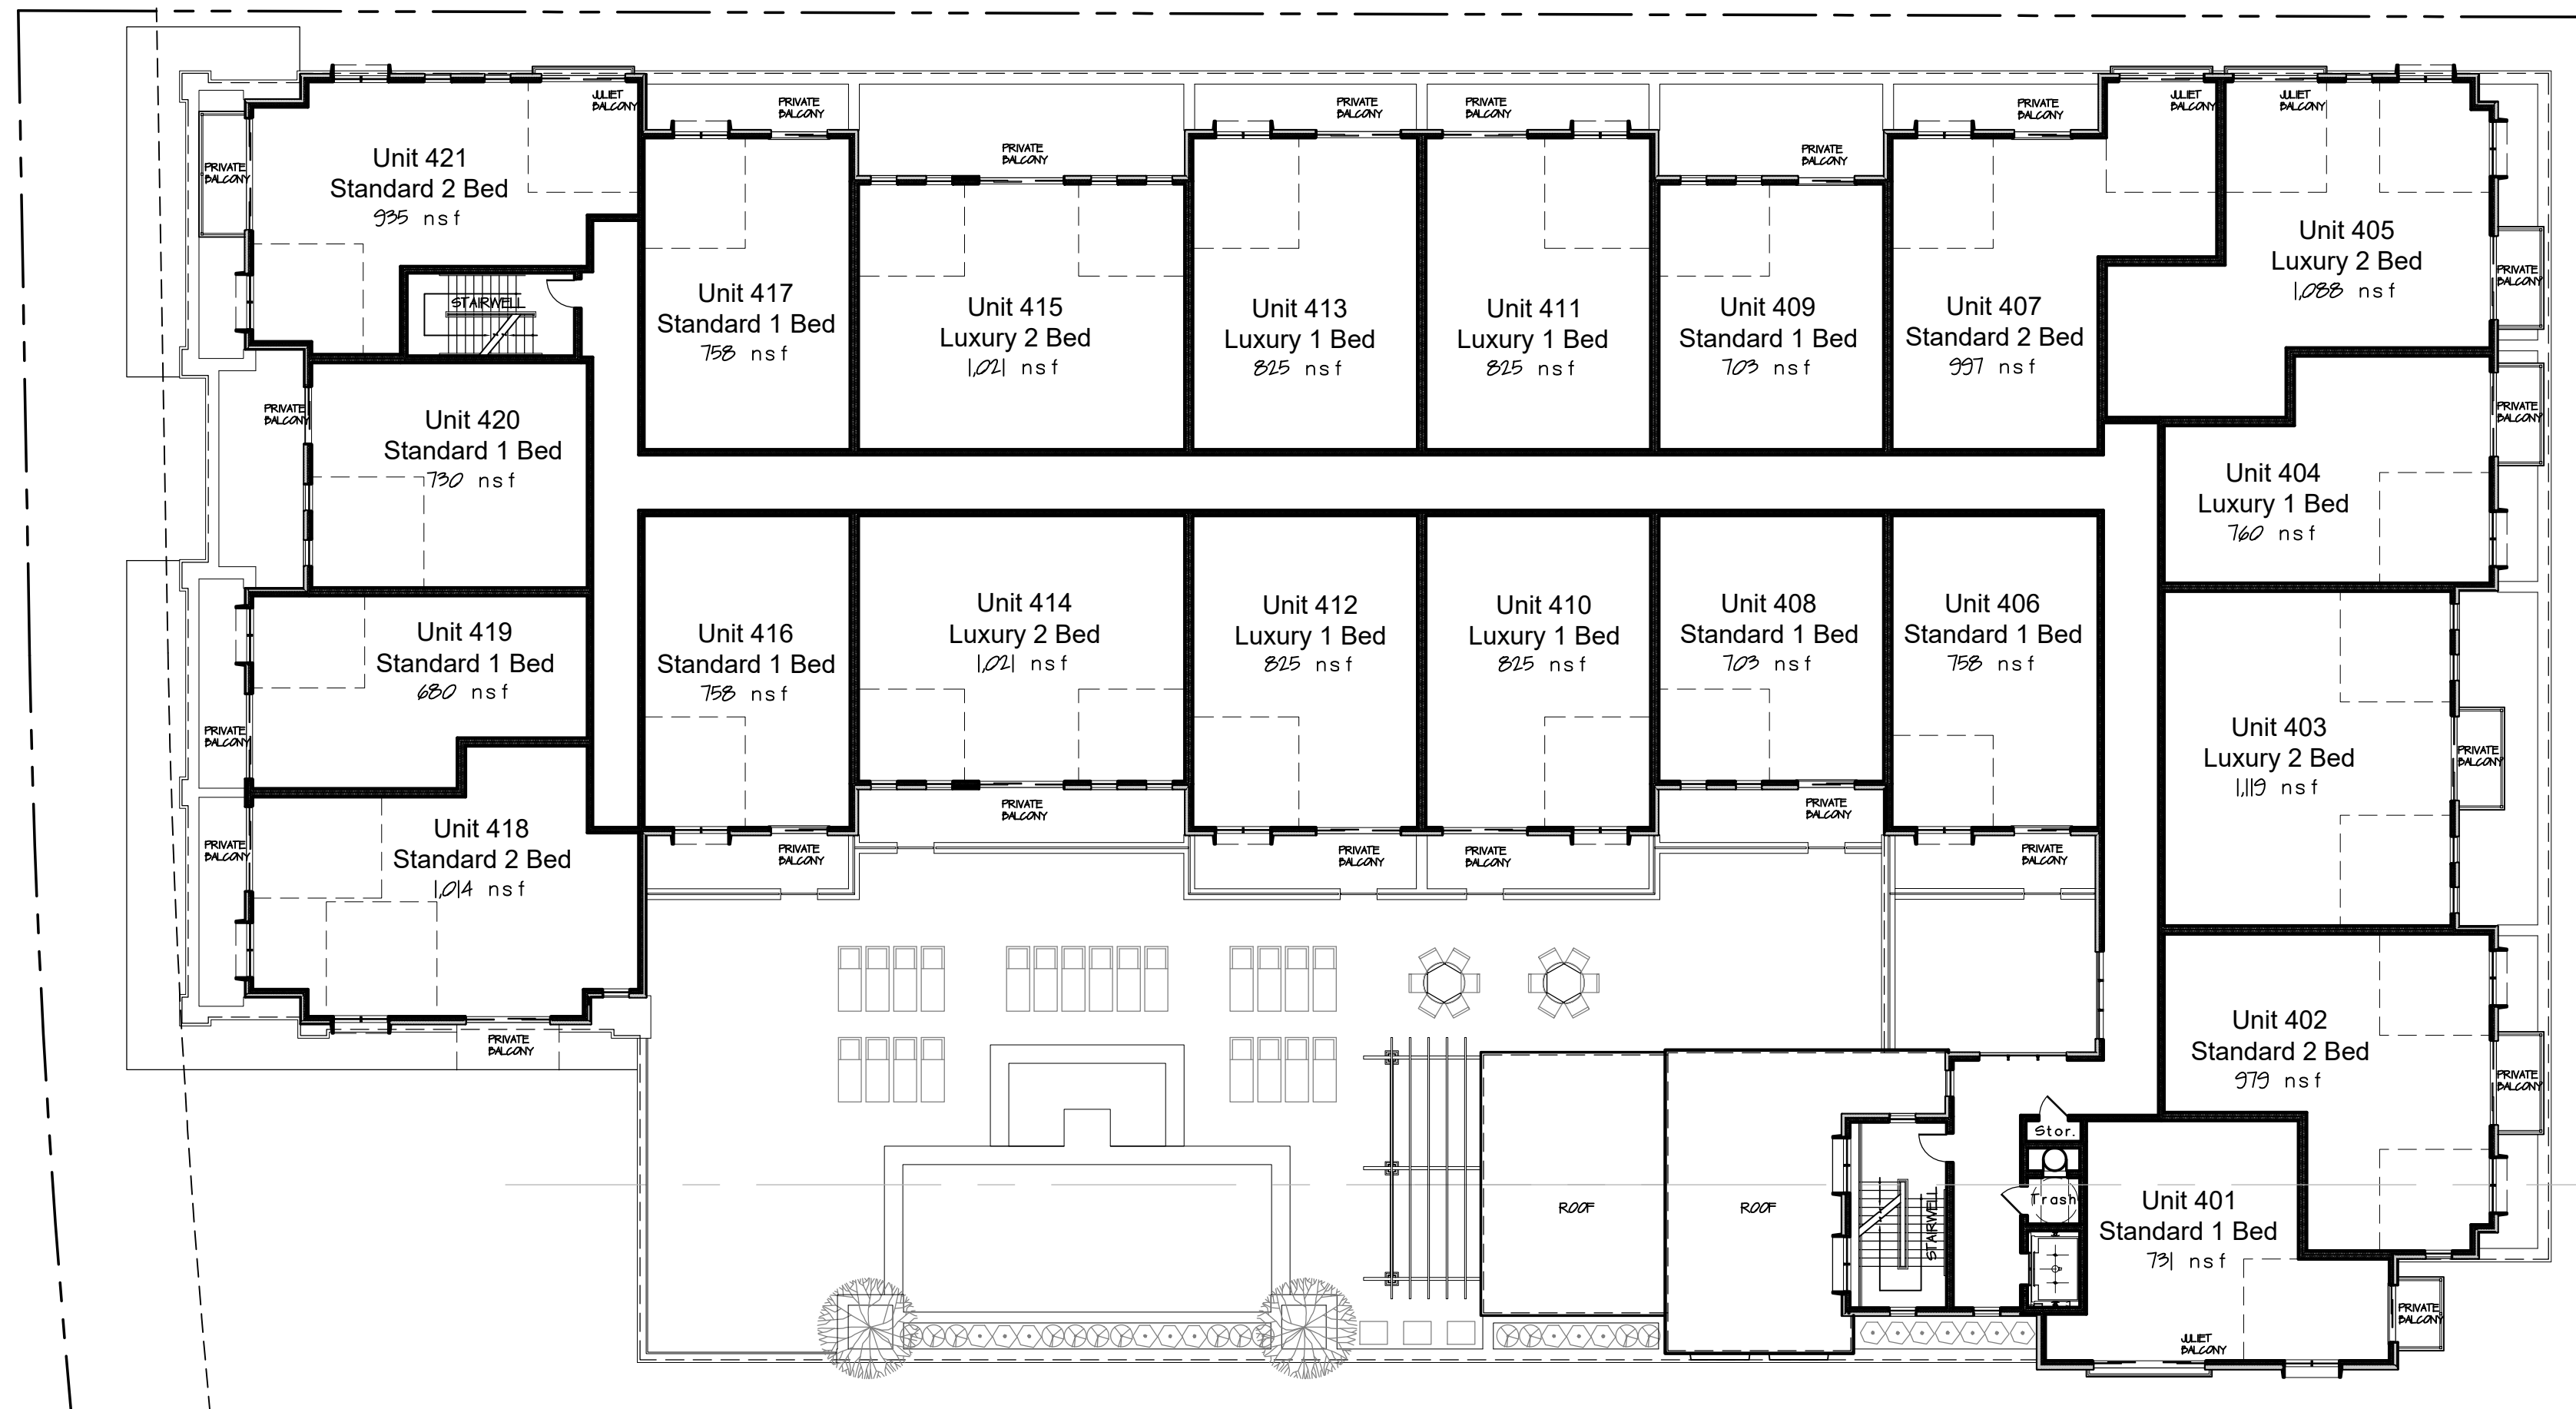 JULIET
BALCONY
PRIVATE
BALCONY
PRIVATE
BALCONY
PRIVATE
BALCONY
PRIVATE
BALCONY
JULIET
BALCONY
JULIET
BALCONY
PRIVATE
BALCONY
Unit 421
Standard 2 Bed
935 nsf
PRIVATE
BALCONY
PRIVATE
BALCONY
STAIRWELL
Unit 417
Standard 1 Bed
758 nsf
Unit 415
Luxury 2 Bed
1,021 nsf
Unit 413
Luxury 1 Bed
825 nsf
Unit 411
Luxury 1 Bed
825 nsf
Unit 409
Standard 1 Bed
703 nsf
Unit 407
Standard 2 Bed
997 nsf
Unit 405
Luxury 2 Bed
1,088 nsf
PRIVATE
BALCONY
PRIVATE
BALCONY
Unit 420
Standard 1 Bed
730 nsf
PRIVATE
BALCONY
Unit 404
Luxury 1 Bed
760 nsf
Unit 419
Standard 1 Bed
680 nsf
PRIVATE
BALCONY
Unit 416
Standard 1 Bed
758 nsf
Unit 414
Luxury 2 Bed
1,021 nsf
Unit 412
Luxury 1 Bed
825 nsf
Unit 410
Luxury 1 Bed
825 nsf
Unit 408
Standard 1 Bed
703 nsf
Unit 406
Standard 1 Bed
758 nsf
Unit 403
Luxury 2 Bed
1,119 nsf
PRIVATE
BALCONY
PRIVATE
BALCONY
Unit 418
Standard 2 Bed
1,014 nsf
PRIVATE
BALCONY
PRIVATE
BALCONY
PRIVATE
BALCONY
PRIVATE
BALCONY
PRIVATE
BALCONY
PRIVATE
BALCONY
PRIVATE
BALCONY
Unit 402
Standard 2 Bed
979 nsf
PRIVATE
BALCONY
Stor.
Trash
ROOF
ROOF
STAIRWELL
Unit 401
Standard 1 Bed
731 nsf
PRIVATE
BALCONY
JULIET
BALCONY